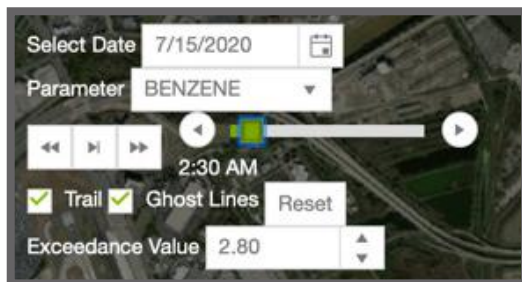 Select Date 7/15/2020
Parameter BENZENE
2:30 AM
Trail Ghost Lines Reset
Exceedance Value 2.80